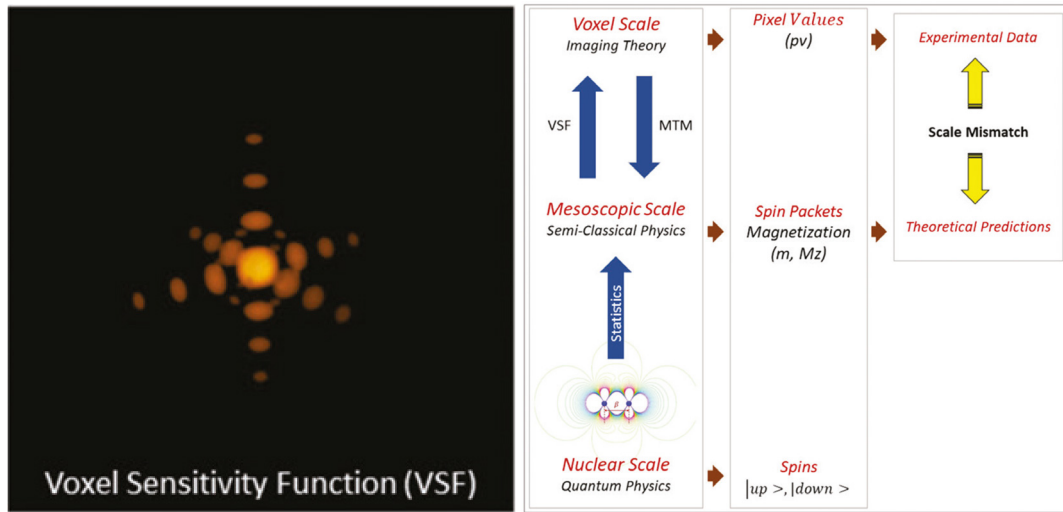 Voxel Sensitivity Function (VSF)
Voxel Scale
Imaging Theory
Pixel Values
(pv)
Experimental Data
VSF
MTM
Scale Mismatch
Mesoscopic Scale
Semi-Classical Physics
Spin Packets
Magnetization
(m, Mz)
Theoretical Predictions
Statistics
Nuclear Scale
Quantum Physics
Spins
|up >, |down >